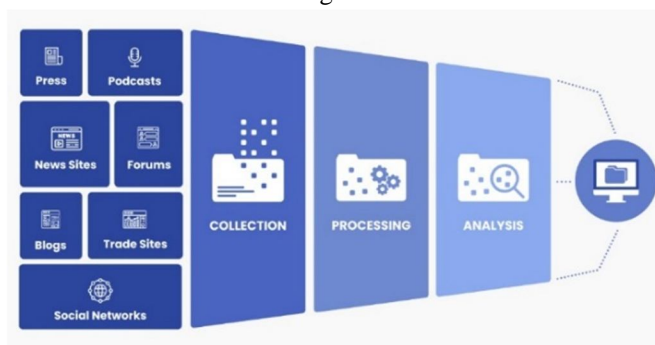 Press
Podcasts
NEWS
News Sites
Forums
Blogs
Trade Sites
Social Networks
COLLECTION
PROCESSING
ANALYSIS